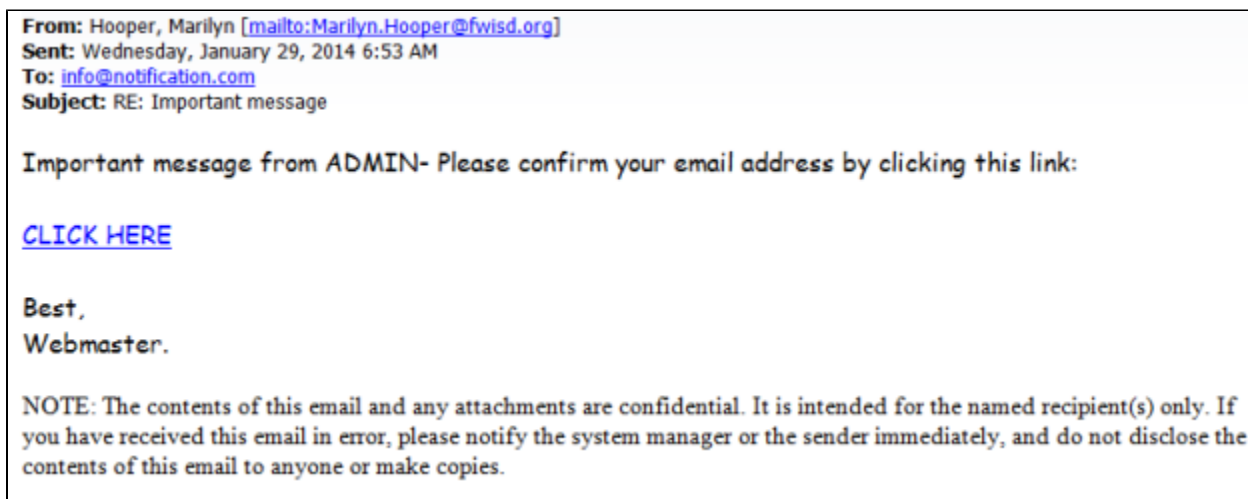 From: Hooper, Marilyn [mailto:Marilyn.Hooper@fwisd.org]
Sent: Wednesday, January 29, 2014 6:53 AM
To: info@notification.com
Subject: RE: Important message
Important message from ADMIN- Please confirm your email address by clicking this link:
CLICK HERE
Best,
Webmaster.
NOTE: The contents of this email and any attachments are confidential. It is intended for the named recipient(s) only. If
you have received this email in error, please notify the system manager or the sender immediately, and do not disclose the
contents of this email to anyone or make copies.